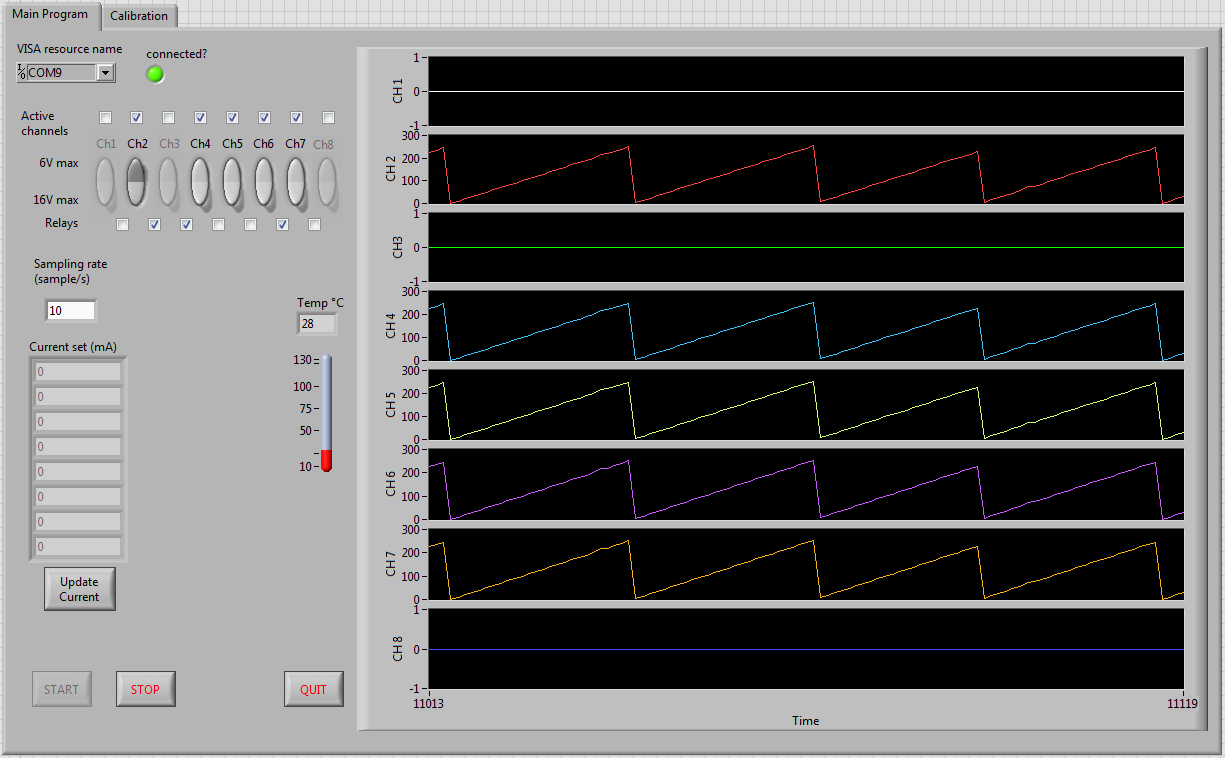 Main Program
Calibration
VISA resource name
connected?
COM9
Active
channels
Ch1 Ch2 Ch3 Ch4 Ch5 Ch6 Ch7 Ch8
6V max
16V max
Relays
Sampling rate
(sample/s)
10
Temp °C
28
Current set (mA)
0
0
0
0
0
0
0
0
130
100
75
50
10
Update
Current
START
STOP
QUIT
CH 1
1
0
-1
CH 2
300
200
100
0
CH3
1
0
-1
CH 4
300
200
100
0
CH 5
300
200
100
0
CH 6
300
200
100
0
CH 7
300
200
100
0
CH 8
1
0
-1
11013
11119
Time